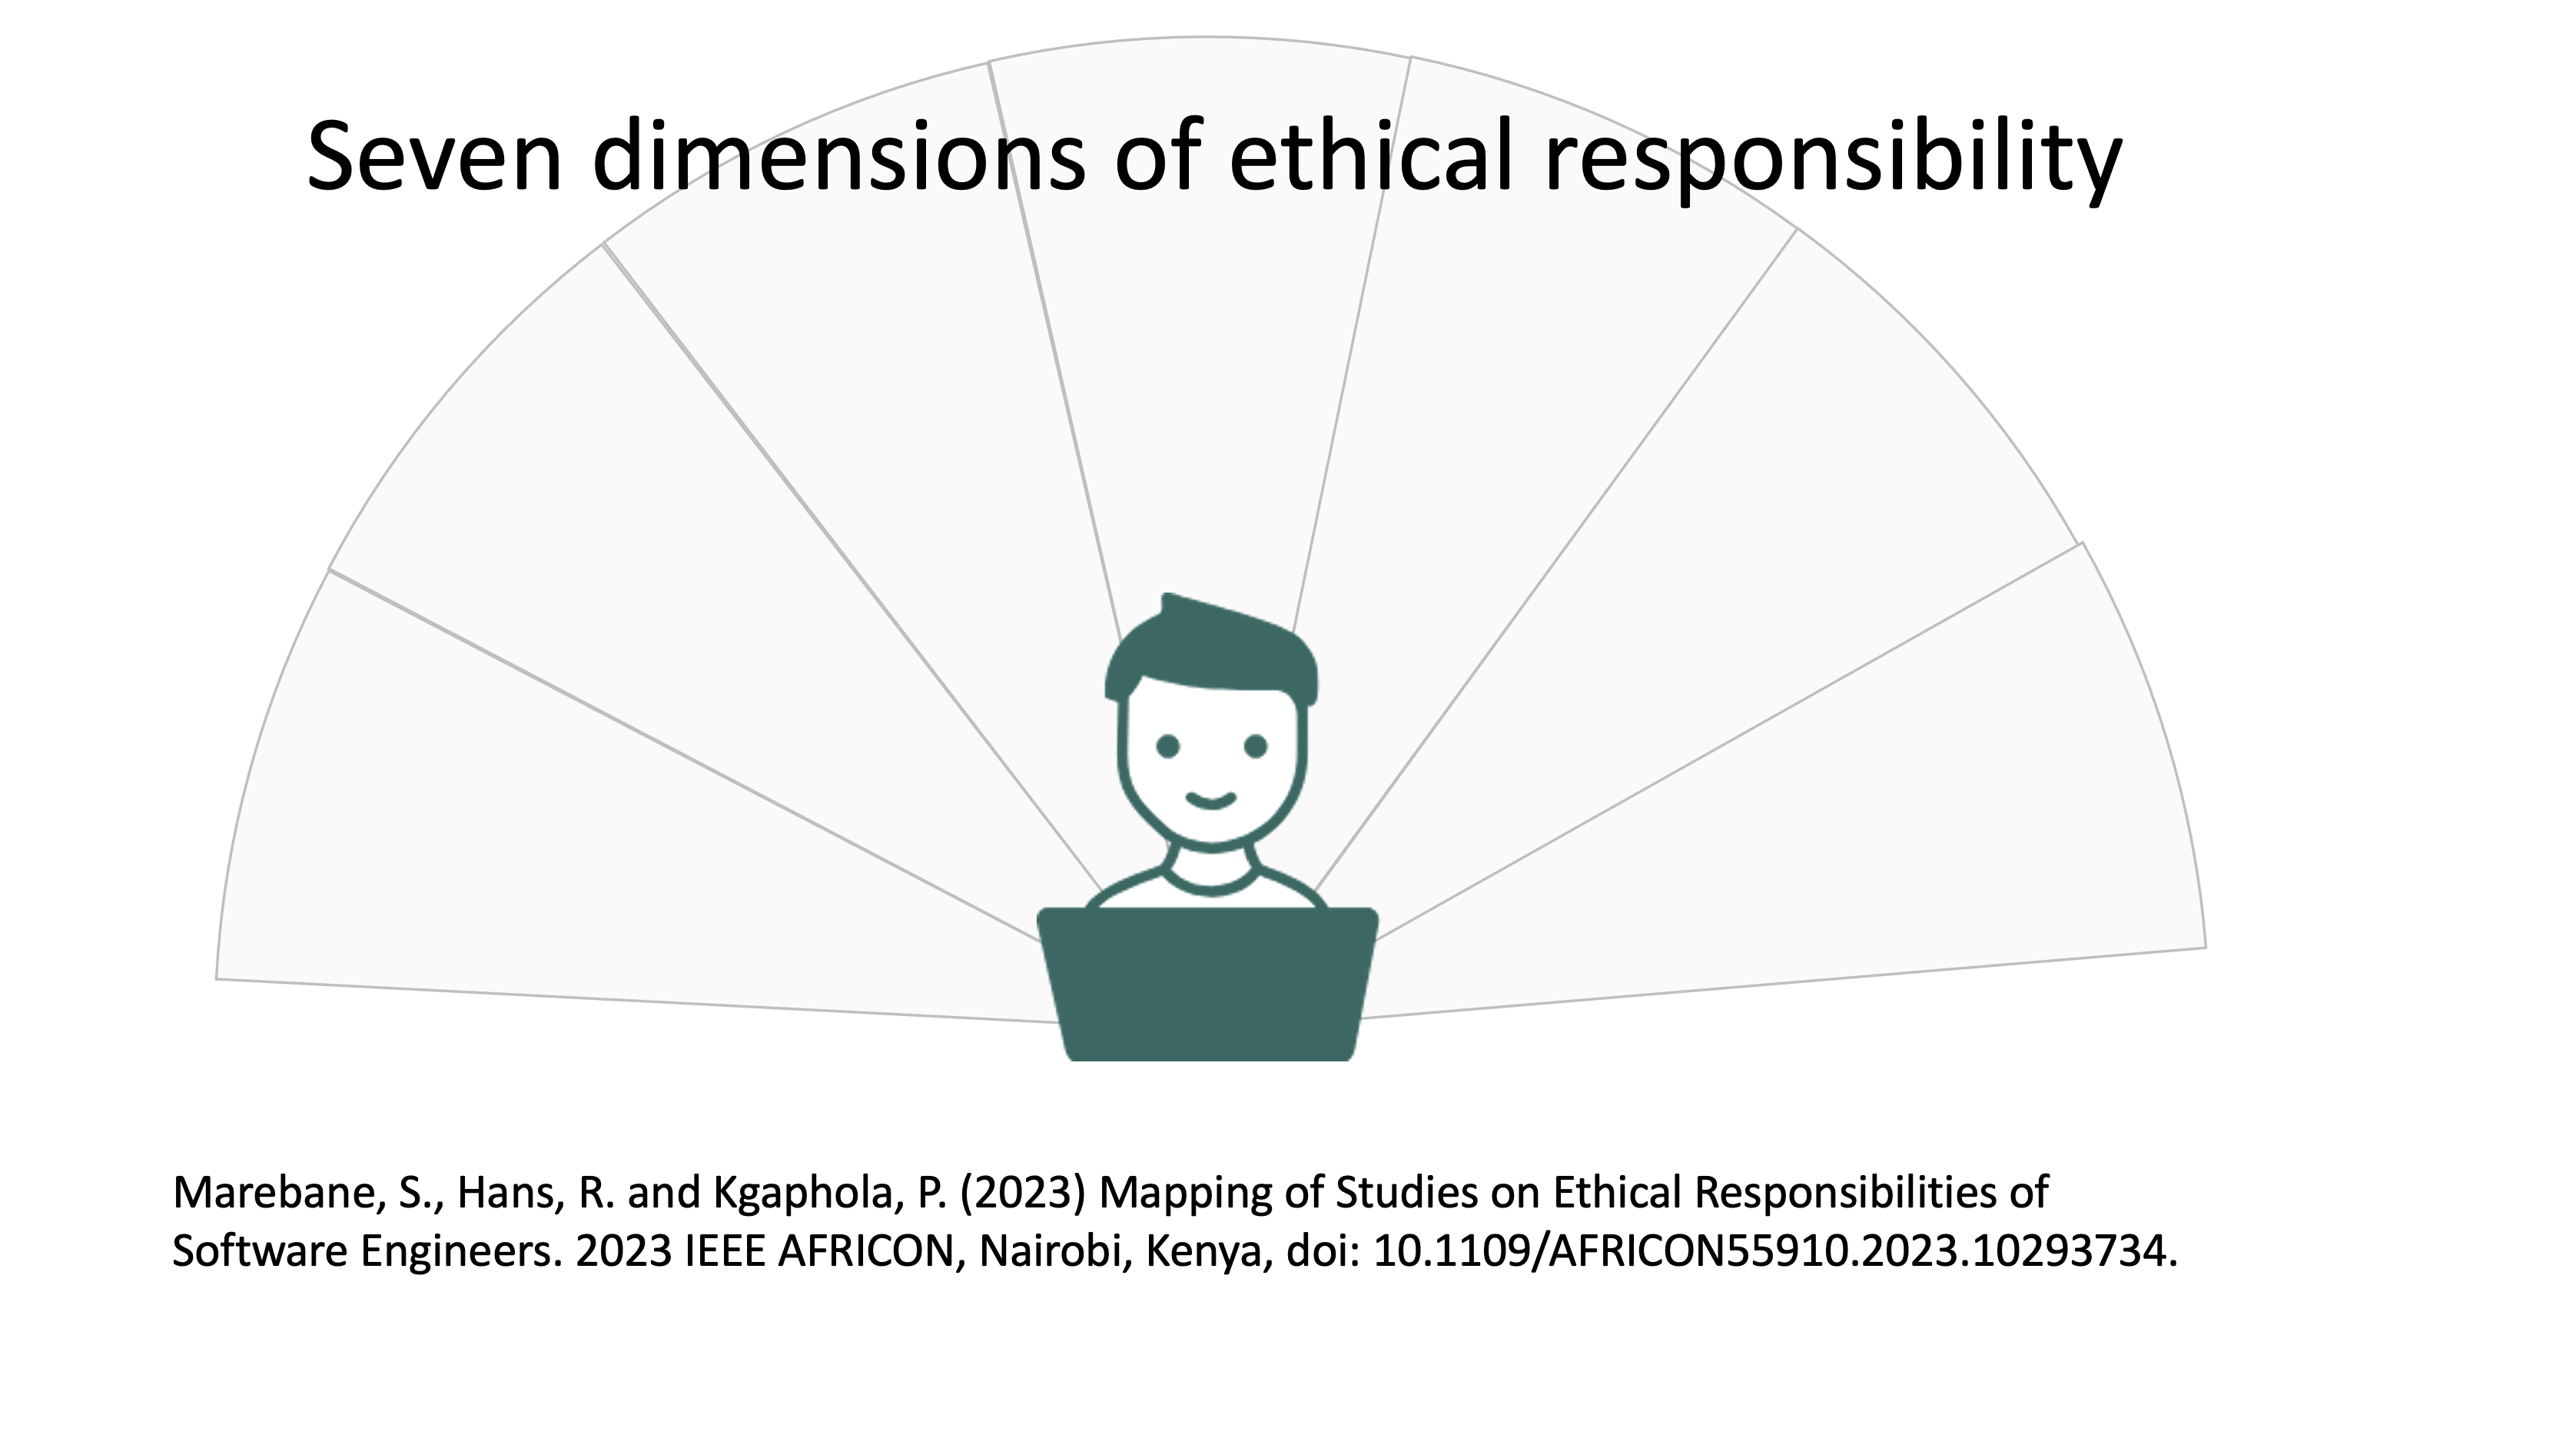 Seven dimensions of ethical responsibility
Marebane, S., Hans, R. and Kgaphola, P. (2023) Mapping of Studies on Ethical Responsibilities of
Software Engineers. 2023 IEEE AFRICON, Nairobi, Kenya, doi: 10.1109/AFRICON55910.2023.10293734.